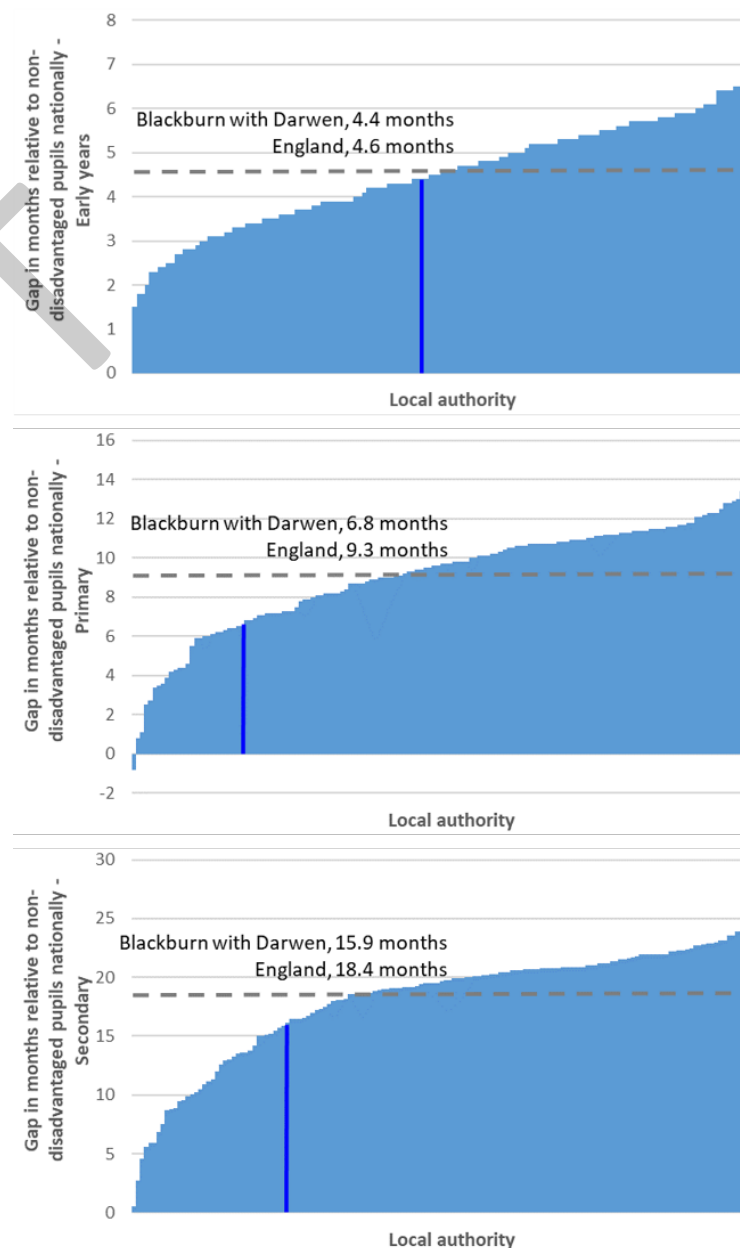 Gap in months relative to non-
disadvantaged pupils nationally -
Early years
8
7
6
5
4
3
2
1
0
Blackburn with Darwen, 4.4 months
England, 4.6 months
Local authority
Gap in months relative to non-
disadvantaged pupils nationally -
Primary
16
14
12
10
8
6
4
2
0
-2
Blackburn with Darwen, 6.8 months
England, 9.3 months
Local authority
Gap in months relative to non-
disadvantaged pupils nationally -
Secondary
30
25
20
15
10
5
0
Blackburn with Darwen, 15.9 months
England, 18.4 months
Local authority